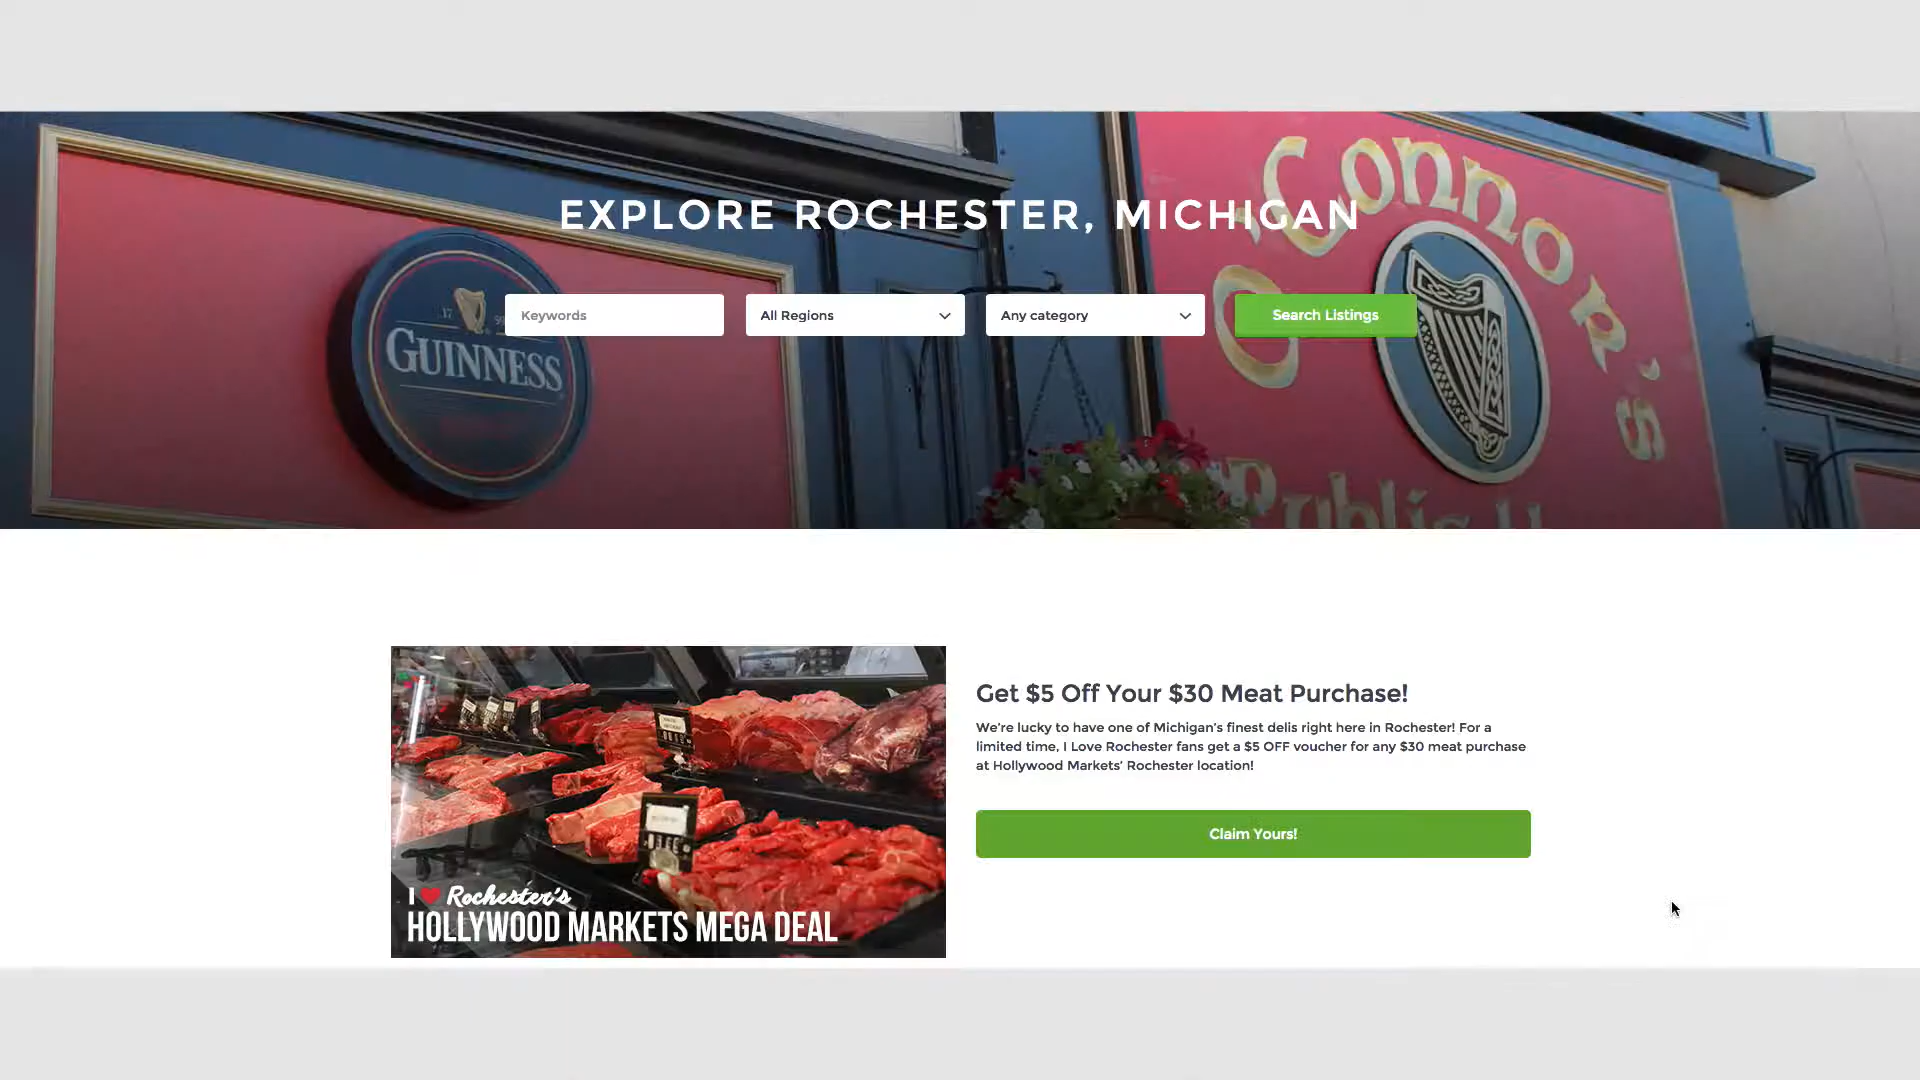 EXPLORE ROCHESTER, MICHIGAN
O'Connor's
Public H
17 
GUINNESS
Keywords
All Regions
Any category
Search Listings
Get $5 Off Your $30 Meat Purchase!
We're lucky to have one of Michigan's finest delis right here in Rochester! For a
limited time, I Love Rochester fans get a $5 OFF voucher for any $30 meat purchase
at Hollywood Markets' Rochester location!
Claim Yours!
I ♥ Rochester's
HOLLYWOOD MARKETS MEGA DEAL